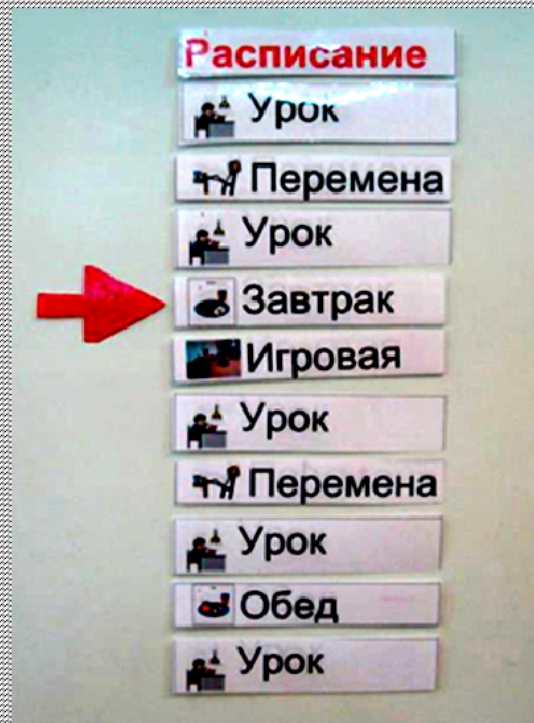 Расписание
Урок
Перемена
Урок
Завтрак
Игровая
Урок
Перемена
Урок
Обед
Урок